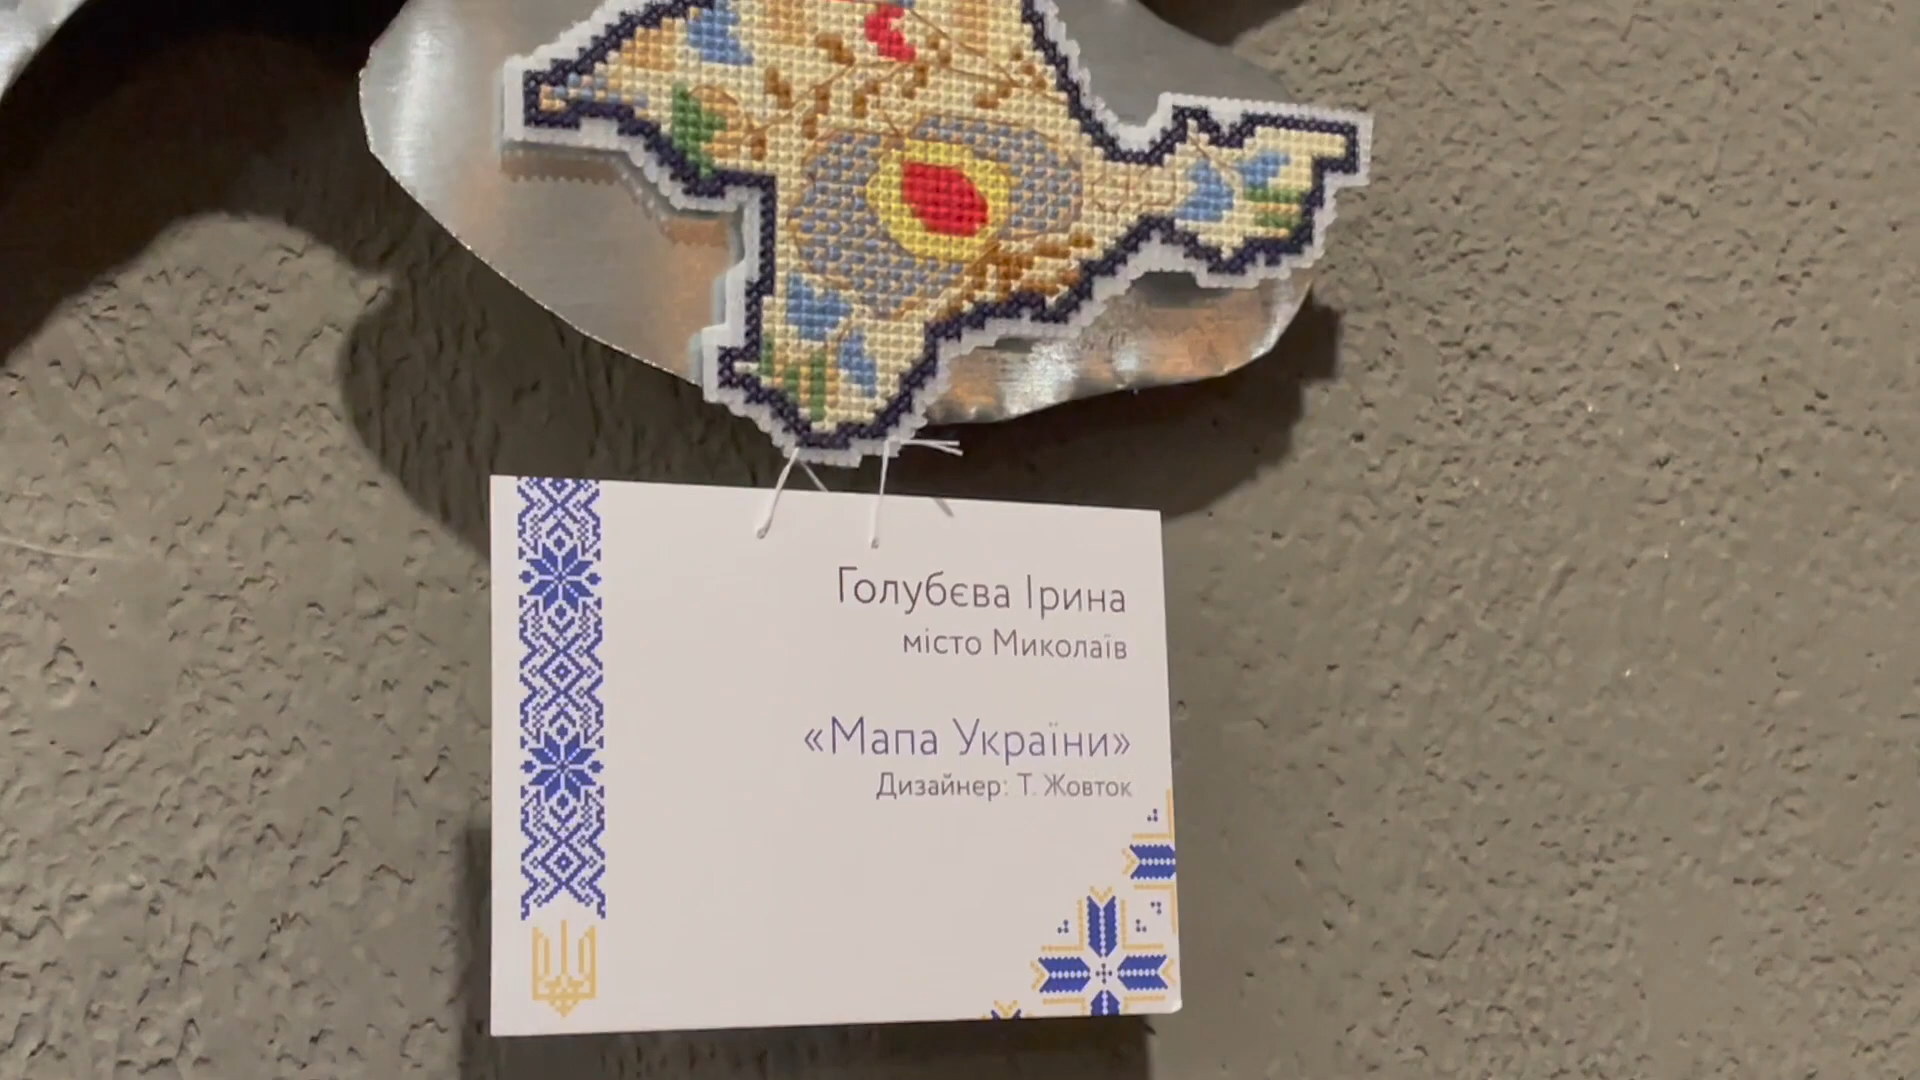 Голубєва Ірина
місто Миколаїв
«Мапа України»
Дизайнер: Т. Жовток